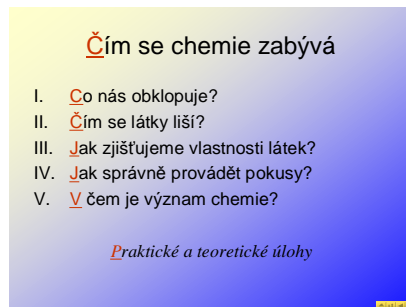 Čím se chemie zabývá
I. Co nás obklopuje?
II. Čím se látky liší?
III. Jak zjišťujeme vlastnosti látek?
IV. Jak správně provádět pokusy?
V. V čem je význam chemie?
Praktické a teoretické úlohy